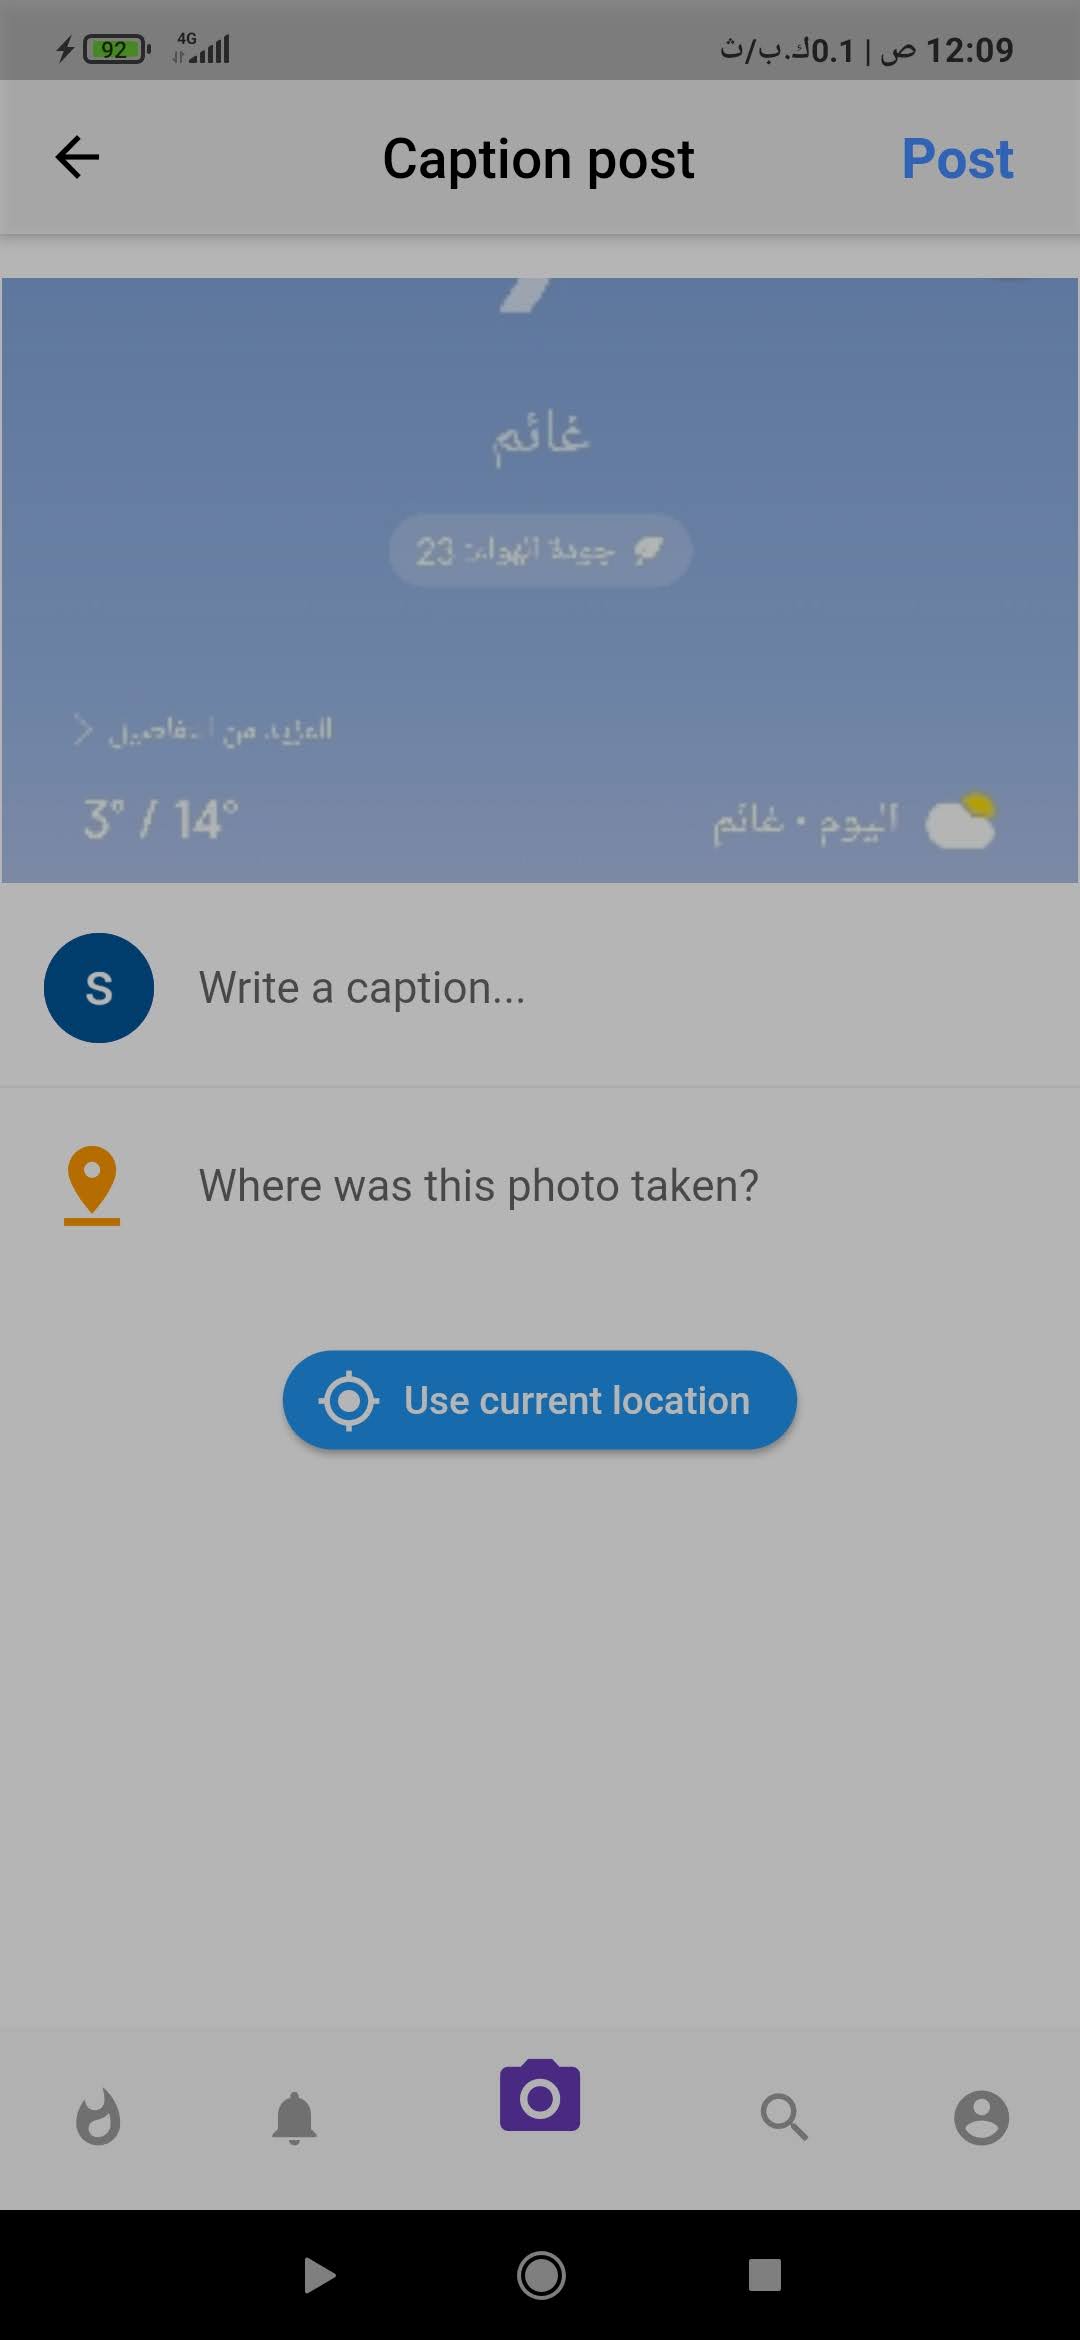 92 4G 12:09 ص | 0.1ك.ب/ث
Caption post
Post
غائم
جودة الهواء: 23
المزيد من التفاصيل
اليوم · غائم
3° / 14°
S
Write a caption...
Where was this photo taken?
Use current location